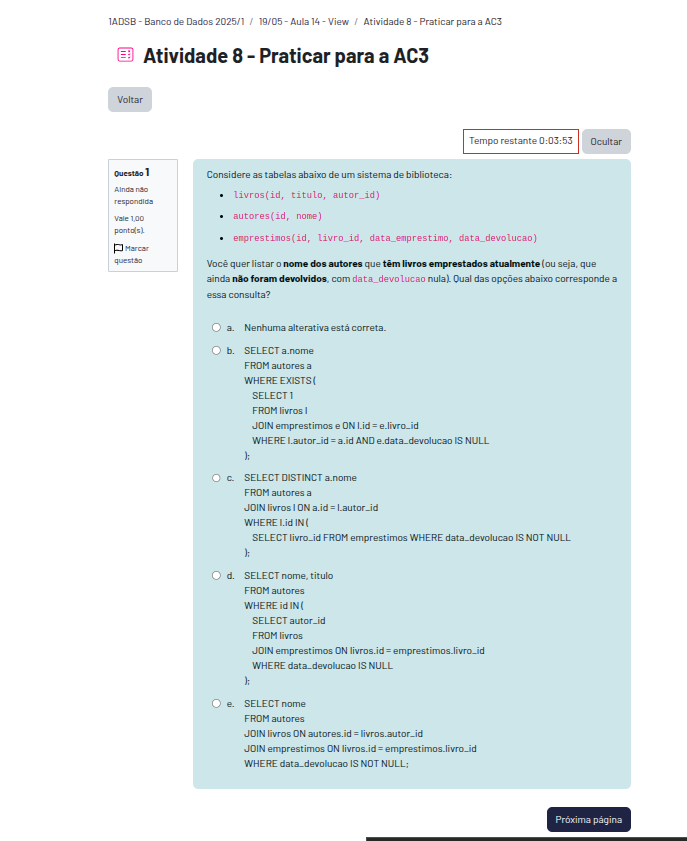 1ADSB - Banco de Dados 2025/1 / 19/05 - Aula 14 - View / Atividade 8 - Praticar para a AC3
Atividade 8 - Praticar para a AC3
Voltar
Tempo restante 0:03:53
Ocultar
Questão 1
Ainda não
respondida
Vale 1,00
ponto(s).
Marcar
questão
Considere as tabelas abaixo de um sistema de biblioteca:
livros(id, titulo, autor_id)
autores(id, nome)
emprestimos(id, livro_id, data_emprestimo, data_devolucao)
Você quer listar o nome dos autores que têm livros emprestados atualmente (ou seja, que
ainda não foram devolvidos, com data_devolucao nula). Qual das opções abaixo corresponde a
essa consulta?
a. Nenhuma alternativa está correta.
b. SELECT a.nome
FROM autores a
WHERE EXISTS (
SELECT 1
FROM livros l
JOIN emprestimos e ON l.id = e.livro_id
WHERE l.autor_id = a.id AND e.data_devolucao IS NULL
);
c. SELECT DISTINCT a.nome
FROM autores a
JOIN livros l ON a.id = l.autor_id
WHERE l.id IN (
SELECT livro_id FROM emprestimos WHERE data_devolucao IS NOT NULL
);
d. SELECT nome, titulo
FROM autores
WHERE id IN (
SELECT autor_id
FROM livros
JOIN emprestimos ON livros.id = emprestimos.livro_id
WHERE data_devolucao IS NULL
);
e. SELECT nome
FROM autores
JOIN livros ON autores.id = livros.autor_id
JOIN emprestimos ON livros.id = emprestimos.livro_id
WHERE data_devolucao IS NOT NULL;
Próxima página